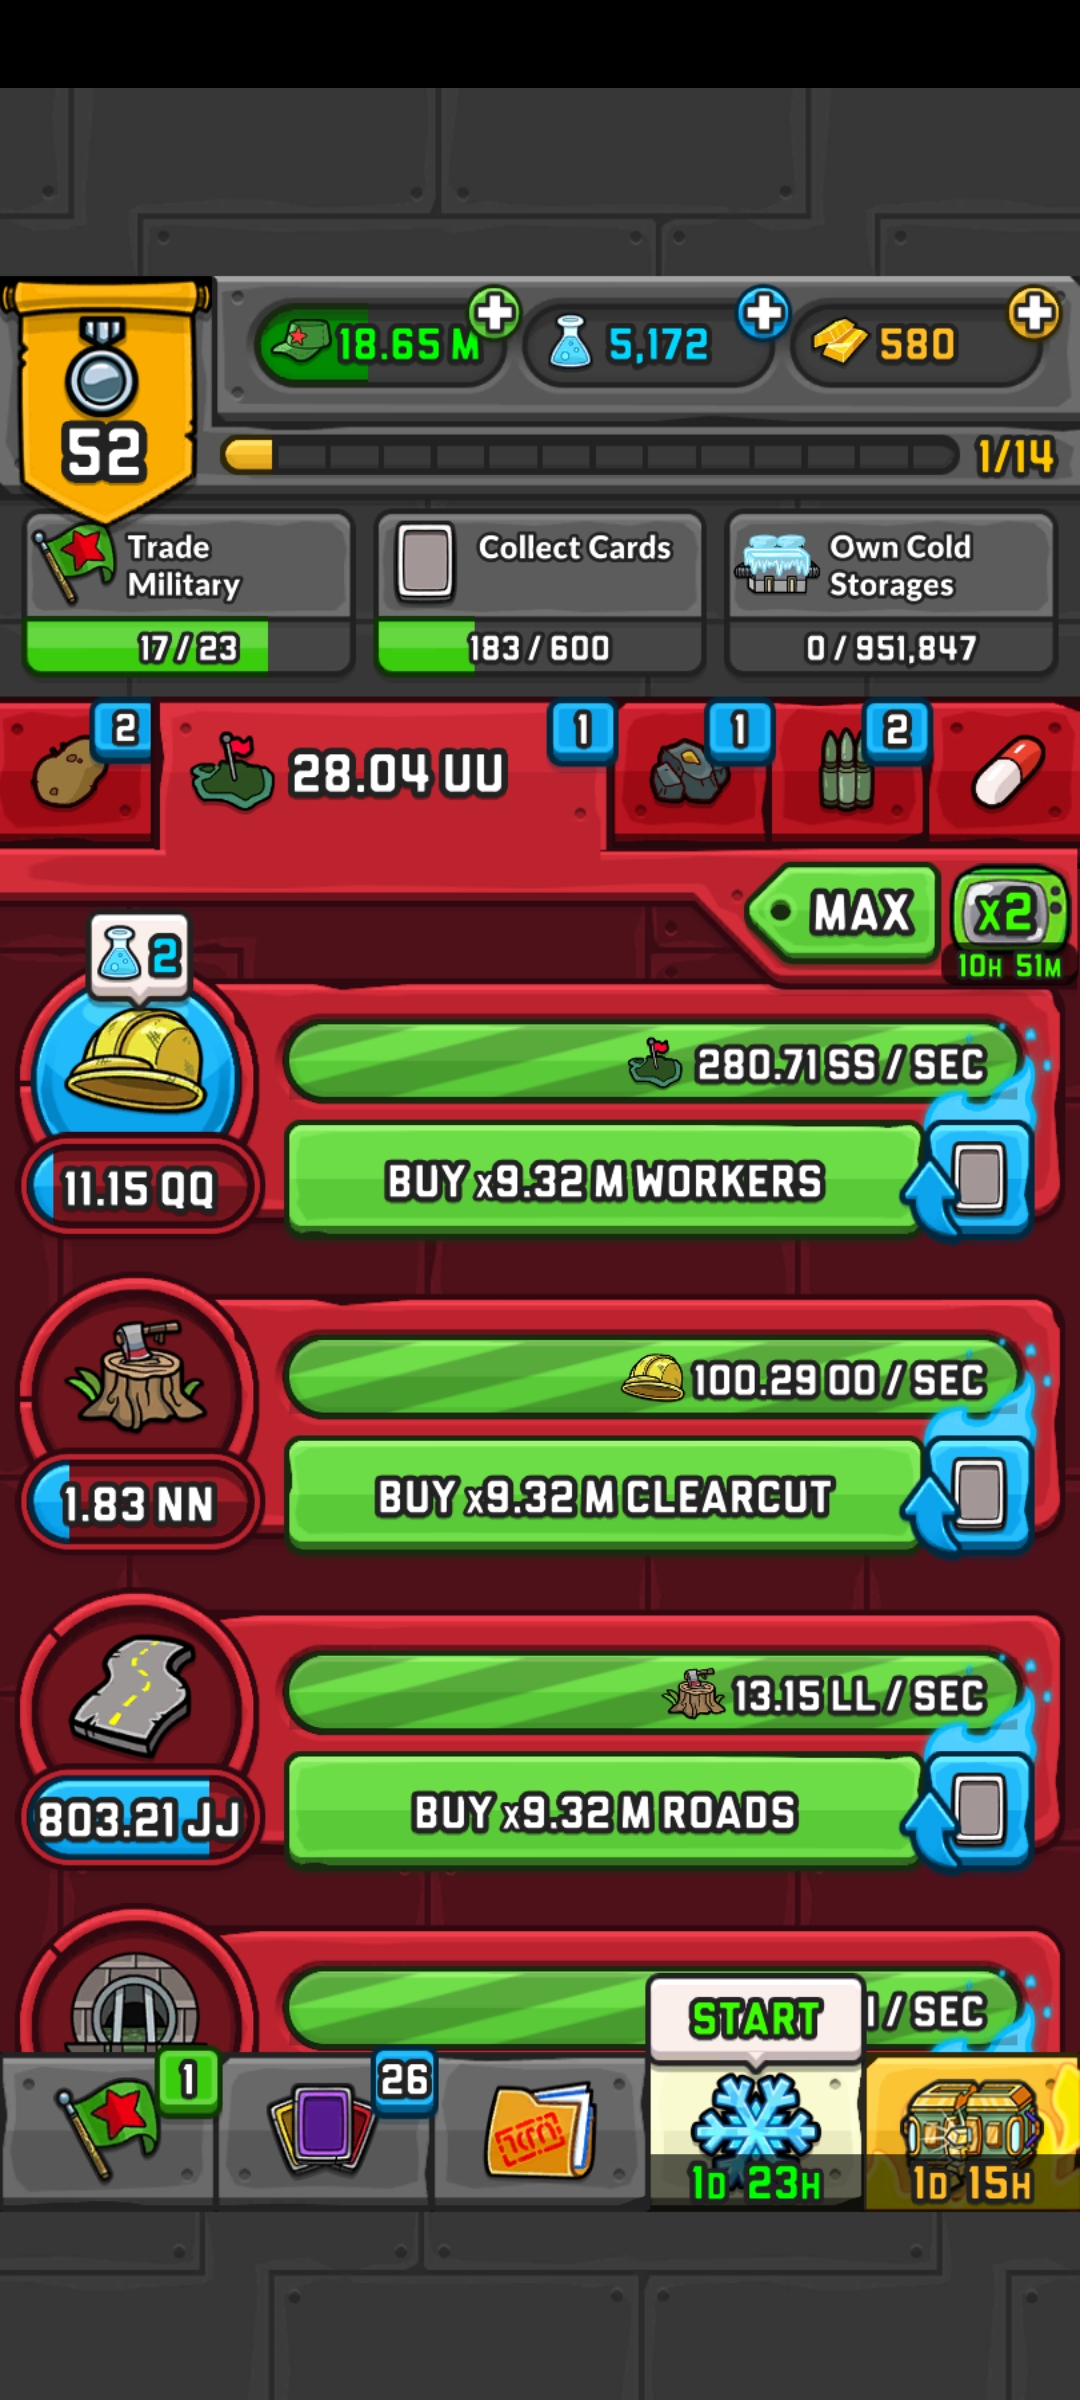 52
18.65 M
5,172
580
1/14
Trade
Military
17/23
Collect Cards
183/600
Own Cold
Storages
0/951,847
2
28.04 UU
1
1
2
MAX
x2
10H 51M
2
280.71 SS / SEC
11.15 QQ
BUY x9.32 M WORKERS
100.29 OO / SEC
1.83 NN
BUY x9.32 M CLEARCUT
13.15 LL / SEC
803.21 JJ
BUY x9.32 M ROADS
/ SEC
START
1
26
1D 23H
1D 15H